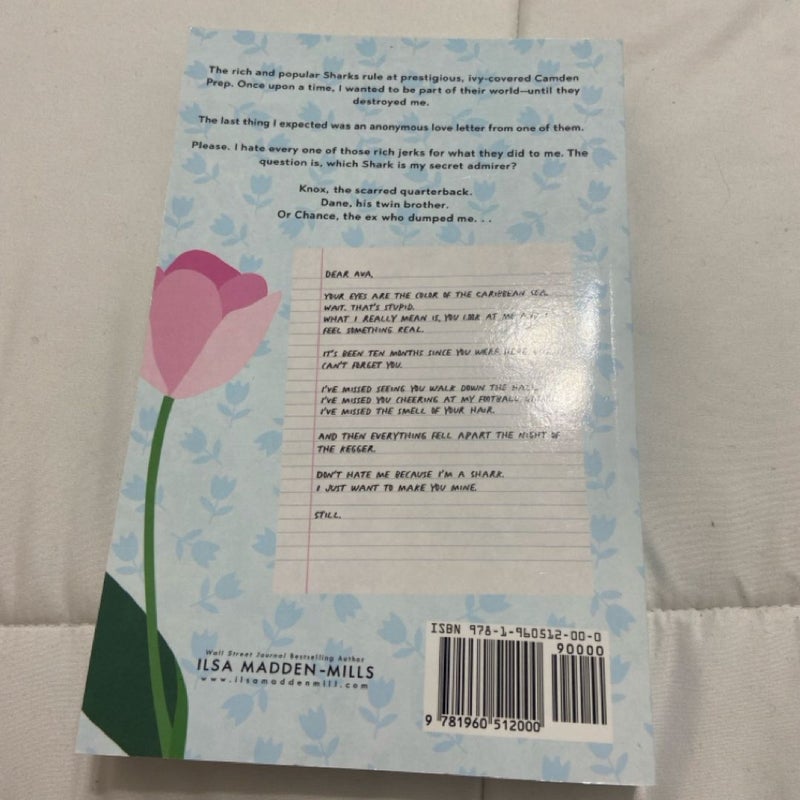 The rich and popular Sharks rule at prestigious, ivy-covered Camden
Prep. Once upon a time, I wanted to be part of their world—until they
destroyed me.
The last thing I expected was an anonymous love letter from one of them.
Please. I hate every one of those rich jerks for what they did to me. The
question is, which Shark is my secret admirer?
Knox, the scarred quarterback.
Dane, his twin brother.
Or Chance, the ex who dumped me. . .
DEAR AVA,
YOUR EYES ARE THE COLOR OF THE CARIBBEAN SEA.
WAIT. THAT'S STUPID.
WHAT I REALLY MEAN IS, YOU LOOK AT ME AND I
FEEL SOMETHING REAL.
IT'S BEEN TEN MONTHS SINCE YOU WERE HERE
CAN'T FORGET YOU.
I'VE MISSED SEEING YOU WALK DOWN THE HALL.
I'VE MISSED YOU CHEERING AT MY FOOTBALL
I'VE MISSED THE SMELL OF YOUR HAIR.
AND THEN EVERYTHING FELL APART THE NIGHT OF
THE KEGGER.
DON'T HATE ME BECAUSE I'M A SHARK.
I JUST WANT TO MAKE YOU MINE.
STILL.
Wall Street Journal Bestselling Author
ILSA MADDEN-MILLS
www.ilsamaddenmill.com
ISBN 978-1-960512-00-0
90000
9 781960 512000